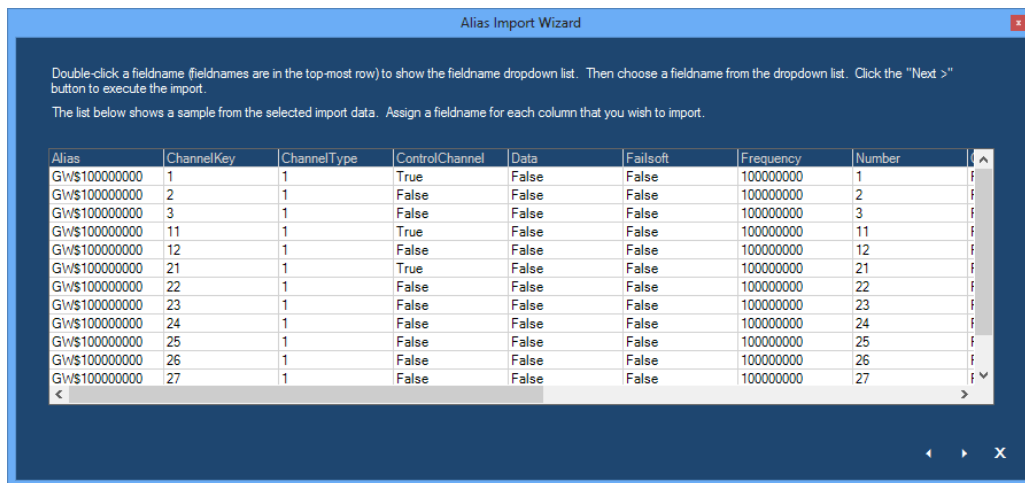 Alias Import Wizard
x
Double-click a fieldname (fieldnames are in the top-most row) to show the fieldname dropdown list. Then choose a fieldname from the dropdown list. Click the "Next >"
button to execute the import.
The list below shows a sample from the selected import data. Assign a fieldname for each column that you wish to import.
Alias ChannelKey ChannelType ControlChannel Data Failsoft Frequency Number
GW$100000000 1 1 True False False 100000000 1
GW$100000000 2 1 False False False 100000000 2
GW$100000000 3 1 False False False 100000000 3
GW$100000000 11 1 True False False 100000000 11
GW$100000000 12 1 False False False 100000000 12
GW$100000000 21 1 True False False 100000000 21
GW$100000000 22 1 False False False 100000000 22
GW$100000000 23 1 False False False 100000000 23
GW$100000000 24 1 False False False 100000000 24
GW$100000000 25 1 False False False 100000000 25
GW$100000000 26 1 False False False 100000000 26
GW$100000000 27 1 False False False 100000000 27
X